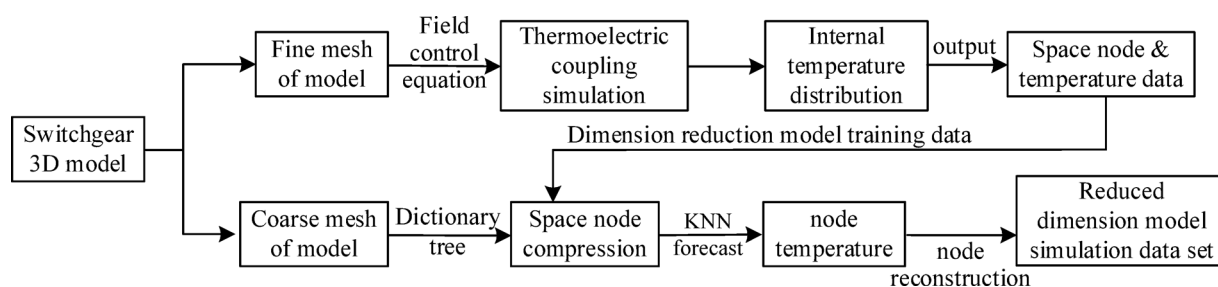 Switchgear
3D model
Fine mesh
of model
Field
control
equation
Thermoelectric
coupling
simulation
Internal
temperature
distribution
output
Space node &
temperature data
Dimension reduction model training data
Coarse mesh
of model
Dictionary
tree
Space node
compression
KNN
forecast
node
temperature
node
reconstruction
Reduced
dimension model
simulation data set